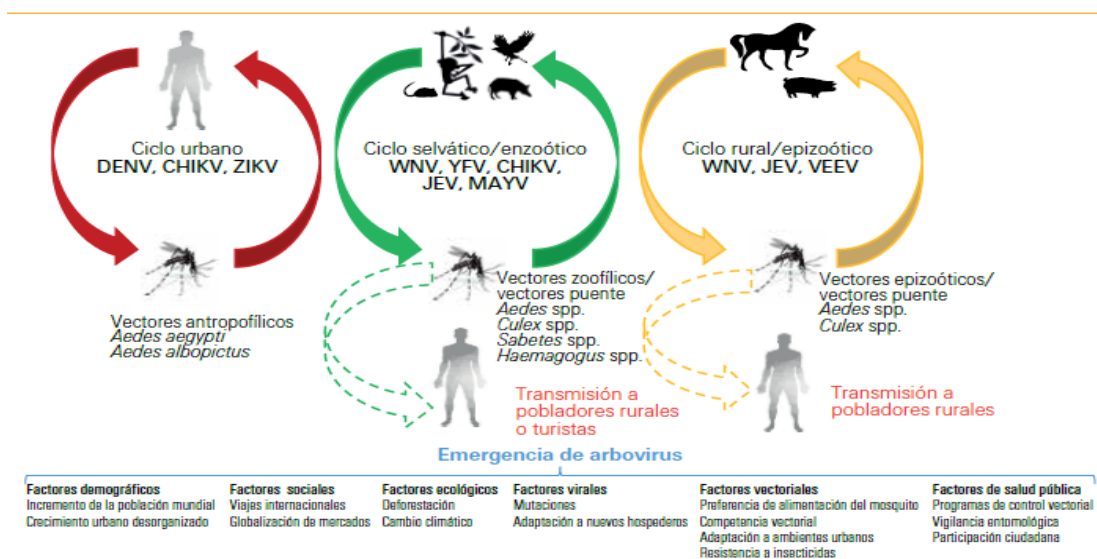 Ciclo urbano
DENV, CHIKV, ZIKV
Vectores antropofílicos
Aedes aegypti
Aedes albopictus
Ciclo selvático/enzoótico
WNV, YFV, CHIKV,
JEV, MAYV
Vectores zoofílicos/
vectores puente
Aedes spp.
Culex spp.
Sabetes spp.
Haemagogus spp.
Transmisión a
pobladores rurales
o turistas
Ciclo rural/epizoótico
WNV, JEV, VEEV
Vectores epizoóticos/
vectores puente
Aedes spp.
Culex spp.
Transmisión a
pobladores rurales
Emergencia de arbovirus
Factores demográficos
Incremento de la población mundial
Crecimiento urbano desorganizado
Factores sociales
Viajes internacionales
Globalización de mercados
Factores ecológicos
Deforestación
Cambio climático
Factores virales
Mutaciones
Adaptación a nuevos hospederos
Factores vectoriales
Preferencia de alimentación del mosquito
Competencia vectorial
Adaptación a ambientes urbanos
Resistencia a insecticidas
Factores de salud pública
Programas de control vectorial
Vigilancia entomológica
Participación ciudadana